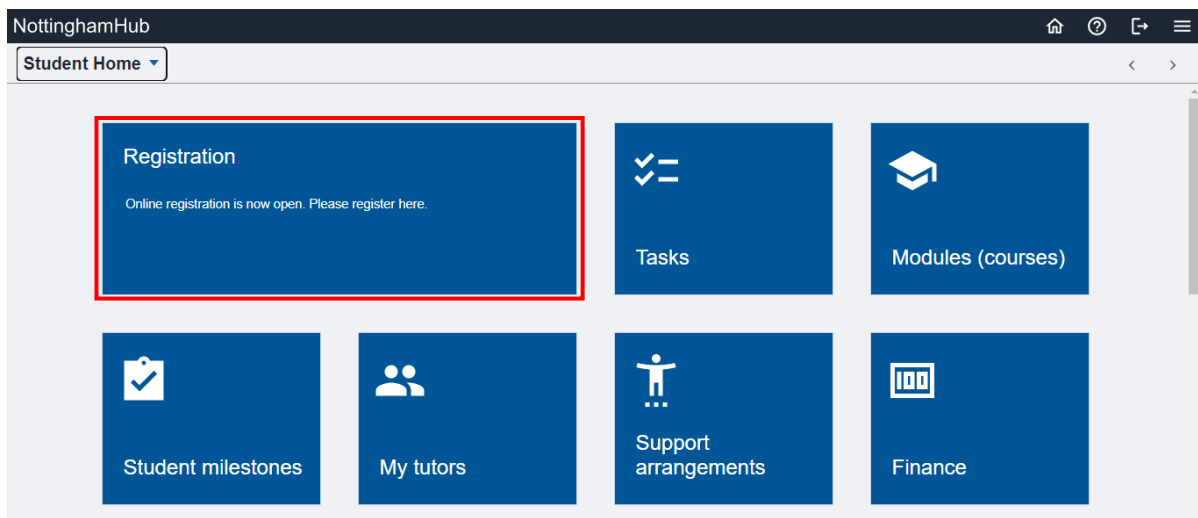 NottinghamHub
Student Home
Registration
Online registration is now open. Please register here.
Tasks
Modules (courses)
Student milestones
My tutors
Support
arrangements
100
Finance